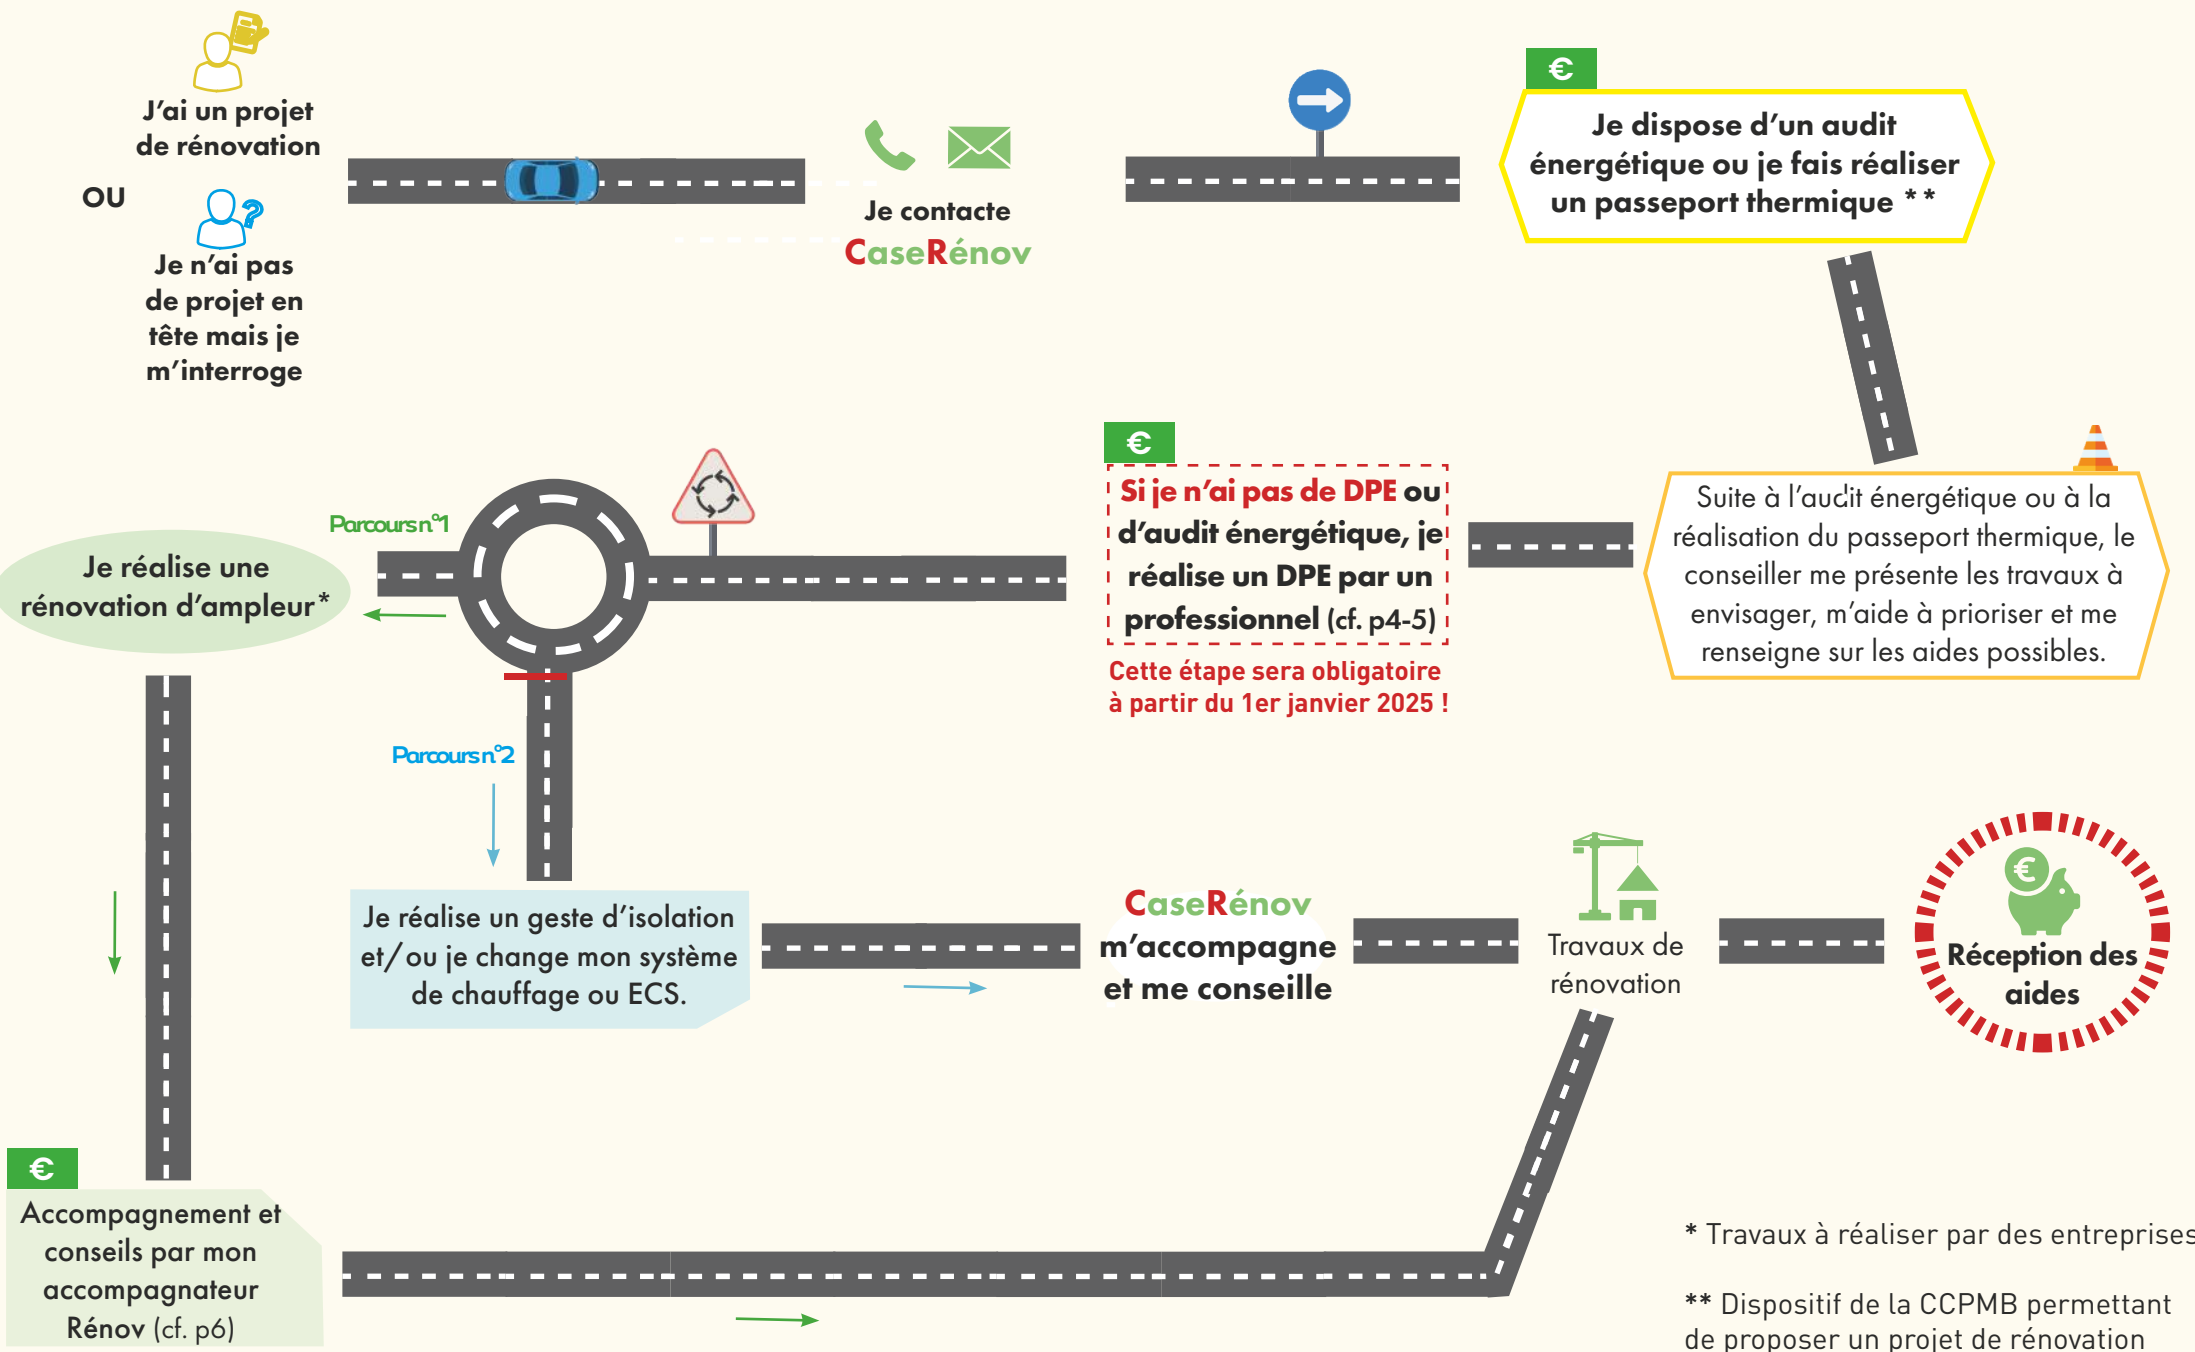 J'ai un projet
de rénovation
OU
Je n'ai pas
de projet en
tête mais je
m'interroge
Je contacte
CaseRénov
€
Je dispose d'un audit
énergétique ou je fais réaliser
un passeport thermique **
Suite à l'audit énergétique ou à la
réalisation du passeport thermique, le
conseiller me présente les travaux à
envisager, m'aide à prioriser et me
renseigne sur les aides possibles.
€
Si je n'ai pas de DPE ou
d'audit énergétique, je
réalise un DPE par un
professionnel (cf. p4-5)
Cette étape sera obligatoire
à partir du 1er janvier 2025 !
Parcours n°1
Je réalise une
rénovation d'ampleur*
Parcours n°2
Je réalise un geste d'isolation
et/ou je change mon système
de chauffage ou ECS.
CaseRénov
m'accompagne
et me conseille
Travaux de
rénovation
€
Réception des
aides
€
Accompagnement et
conseils par mon
accompagnateur
Rénov (cf. p6)
* Travaux à réaliser par des entreprises
** Dispositif de la CCPMB permettant
de proposer un projet de rénovation